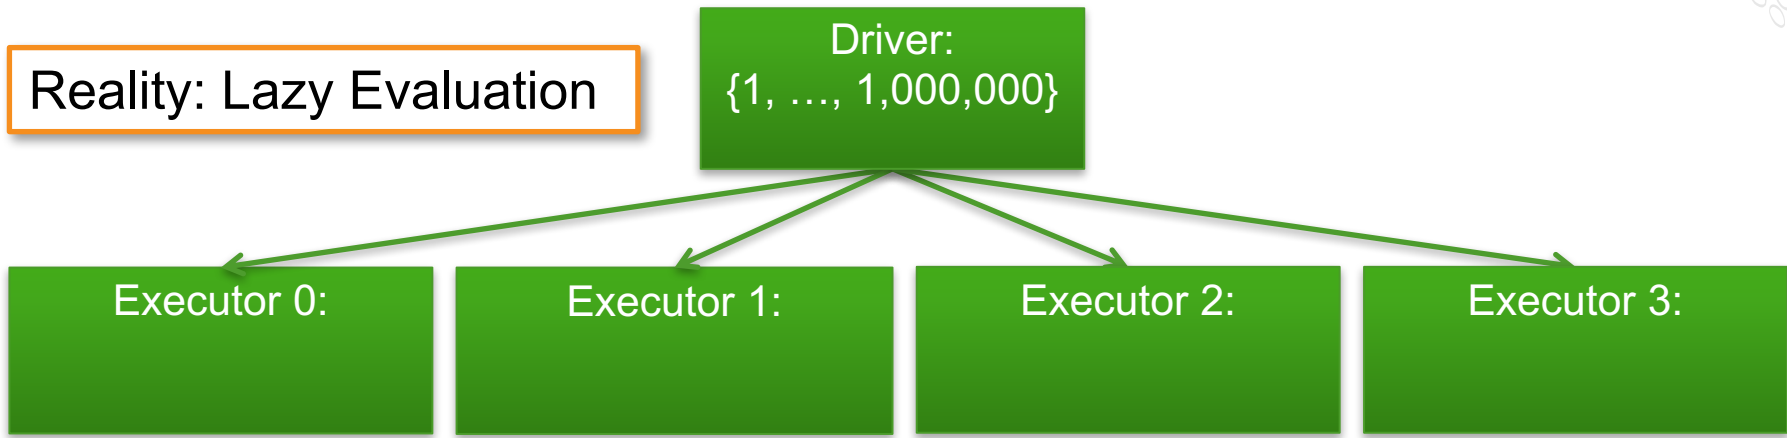 Reality: Lazy Evaluation
Driver:
{1, …, 1,000,000}
Executor 0:
Executor 1:
Executor 2:
Executor 3: